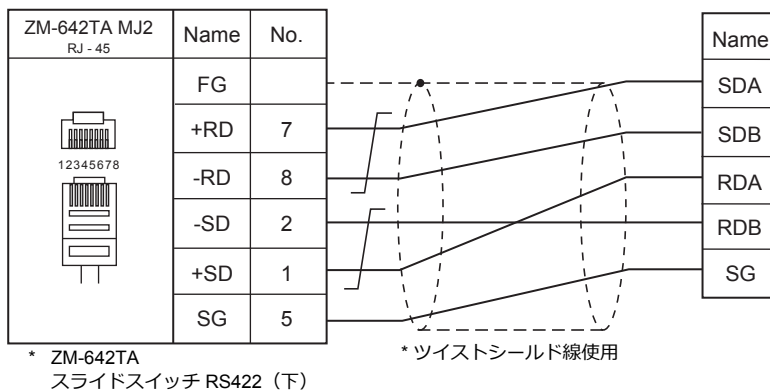 ZM-642TA MJ2 Name No. Name
RJ - 45
FG SDA
+RD 7 SDB
12345678
-RD 8 RDA
-SD 2 RDB
+SD 1 SG
SG 5
* ZM-642TA
スライドスイッチ RS422（下）
* ツイストシールド線使用